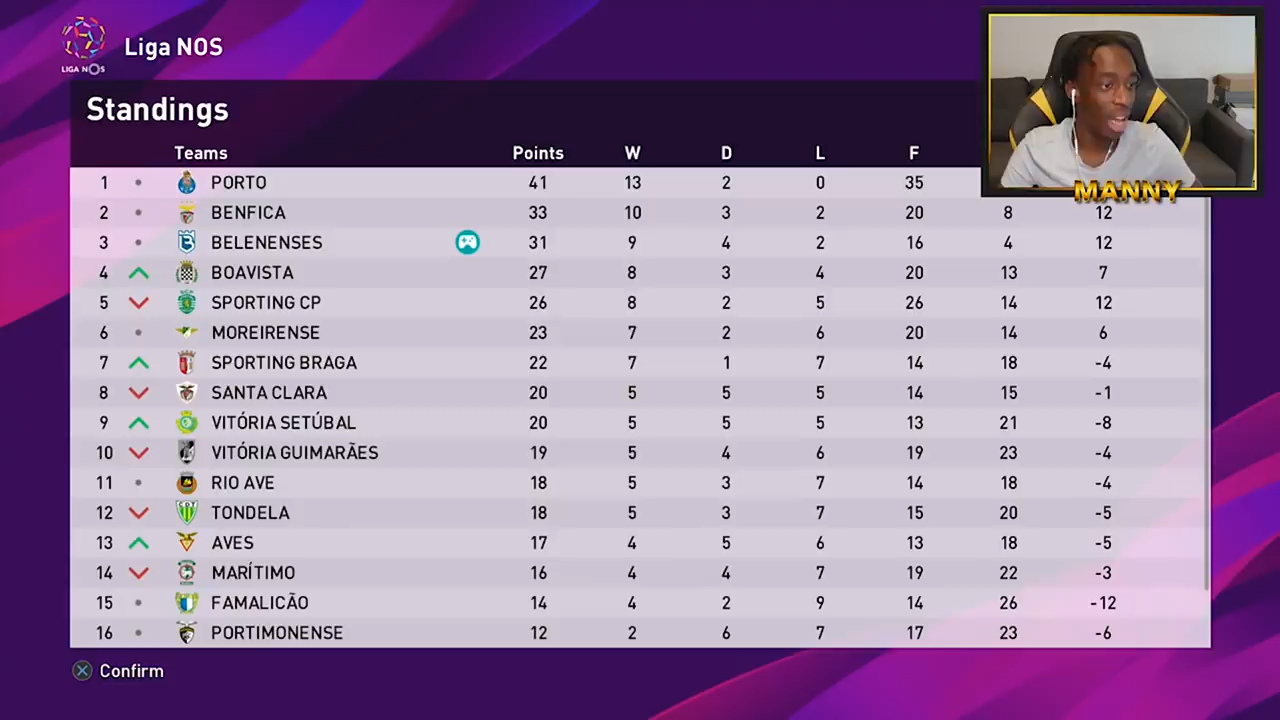 Liga NOS
LIGA NOS
Standings
Teams Points W D L F
1 PORTO 41 13 2 0 35
MANNY
2 BENFICA 33 10 3 2 20 8 12
3 BELENENSES 31 9 4 2 16 4 12
4 BOAVISTA 27 8 3 4 20 13 7
5 SPORTING CP 26 8 2 5 26 14 12
6 MOREIRENSE 23 7 2 6 20 14 6
7 SPORTING BRAGA 22 7 1 7 14 18 -4
8 SANTA CLARA 20 5 5 5 14 15 -1
9 VITÓRIA SETÚBAL 20 5 5 5 13 21 -8
10 VITÓRIA GUIMARÃES 19 5 4 6 19 23 -4
11 RIO AVE 18 5 3 7 14 18 -4
12 TONDELA 18 5 3 7 15 20 -5
13 AVES 17 4 5 6 13 18 -5
14 MARÍTIMO 16 4 4 7 19 22 -3
15 FAMALICÃO 14 4 2 9 14 26 -12
16 PORTIMONENSE 12 2 6 7 17 23 -6
Confirm